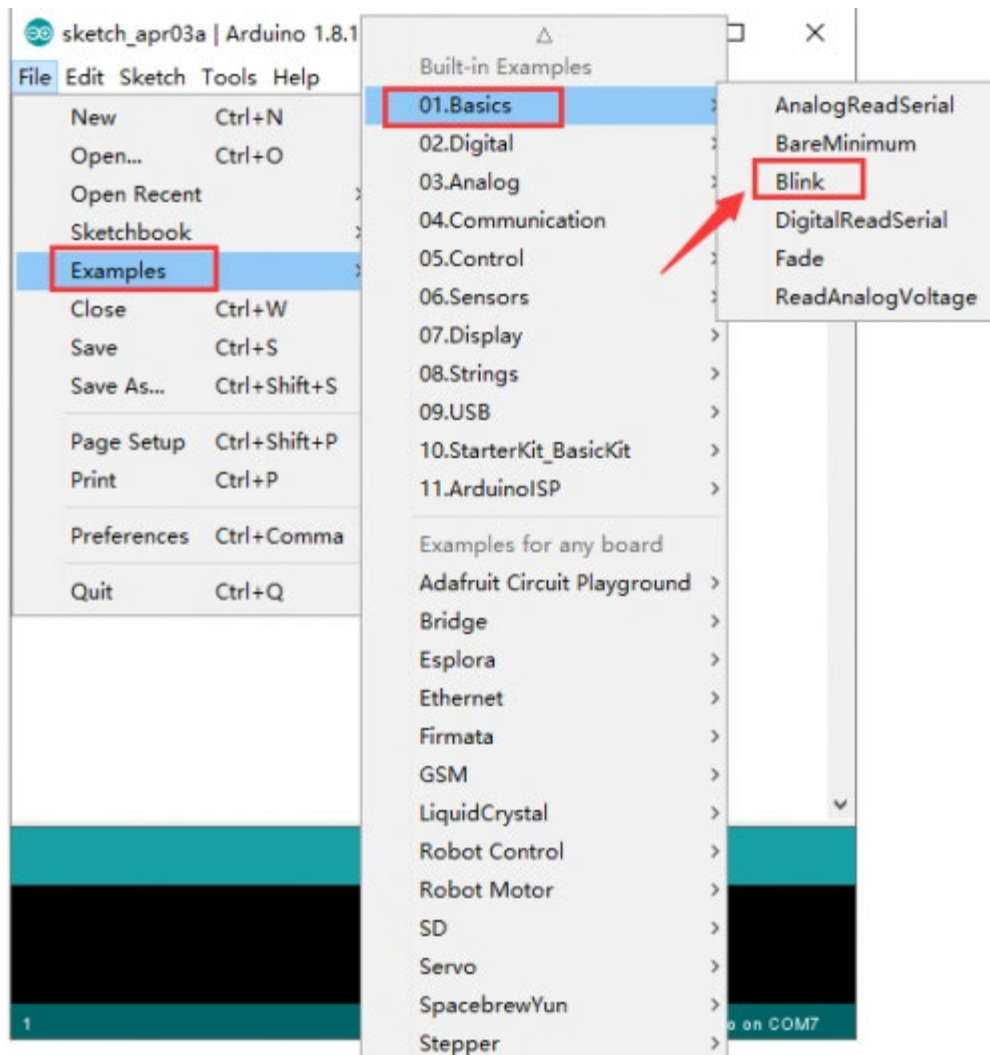 sketch_apr03a | Arduino 1.8.1
File Edit Sketch Tools Help
New Ctrl+N
Open... Ctrl+O
Open Recent
Sketchbook
Examples
Close Ctrl+W
Save Ctrl+S
Save As... Ctrl+Shift+S
Page Setup Ctrl+Shift+P
Print Ctrl+P
Preferences Ctrl+Comma
Quit Ctrl+Q
Built-in Examples
01.Basics
02.Digital
03.Analog
04.Communication
05.Control
06.Sensors
07.Display
08.Strings
09.USB
10.StarterKit_BasicKit
11.ArduinoISP
Examples for any board
Adafruit Circuit Playground
Bridge
Esplora
Ethernet
Firmata
GSM
LiquidCrystal
Robot Control
Robot Motor
SD
Servo
SpacebrewYun
Stepper
AnalogReadSerial
BareMinimum
Blink
DigitalReadSerial
Fade
ReadAnalogVoltage
1
o on COM7